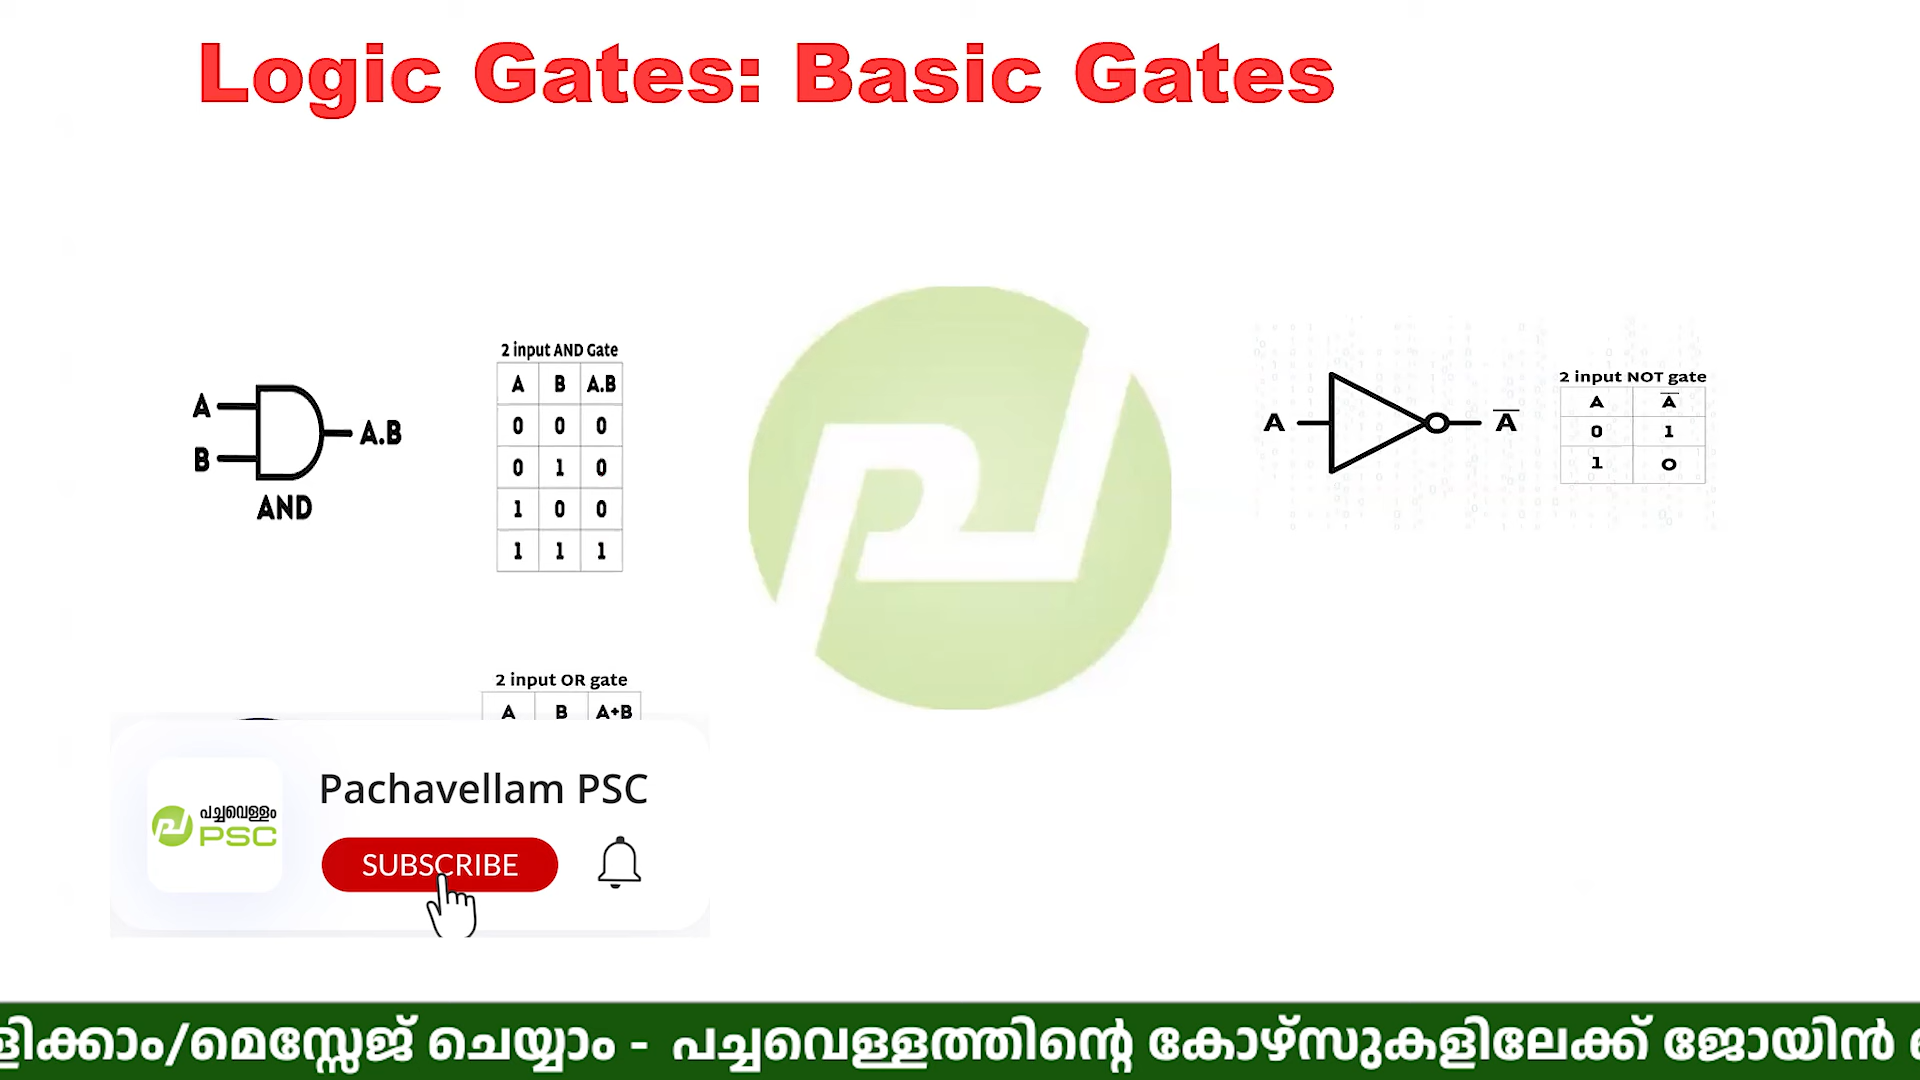 Logic Gates: Basic Gates
2 input AND Gate
A B A.B
0 0 0
0 1 0
1 0 0
1 1 1
A
B
A.B
AND
A
A̅
2 input NOT gate
A A̅
0 1
1 0
2 input OR gate
A B A+B
Pachavellam PSC
പച്ചവെള്ളം
PSC
SUBSCRIBE
ളിക്കാം/മെസ്സേജ് ചെയ്യാം - പച്ചവെള്ളത്തിന്റെ കോഴ്സുകളിലേക്ക് ജോയിൻ